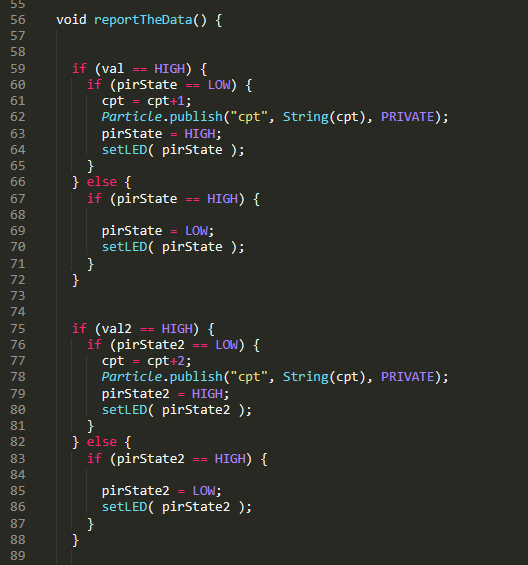 55
56 void reportTheData() {
57
58
59 if (val == HIGH) {
60 if (pirState == LOW) {
61 cpt = cpt+1;
62 Particle.publish("cpt", String(cpt), PRIVATE);
63 pirState = HIGH;
64 setLED( pirState );
65 }
66 } else {
67 if (pirState == HIGH) {
68
69 pirState = LOW;
70 setLED( pirState );
71 }
72 }
73
74
75 if (val2 == HIGH) {
76 if (pirState2 == LOW) {
77 cpt = cpt+2;
78 Particle.publish("cpt", String(cpt), PRIVATE);
79 pirState2 = HIGH;
80 setLED( pirState2 );
81 }
82 } else {
83 if (pirState2 == HIGH) {
84
85 pirState2 = LOW;
86 setLED( pirState2 );
87 }
88 }
89